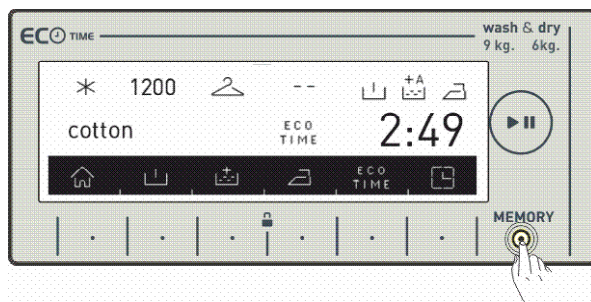 ECO TIME
wash & dry
9 kg. 6kg.
1200 -- +A
cotton ECO TIME 2:49
ECO TIME
MEMORY